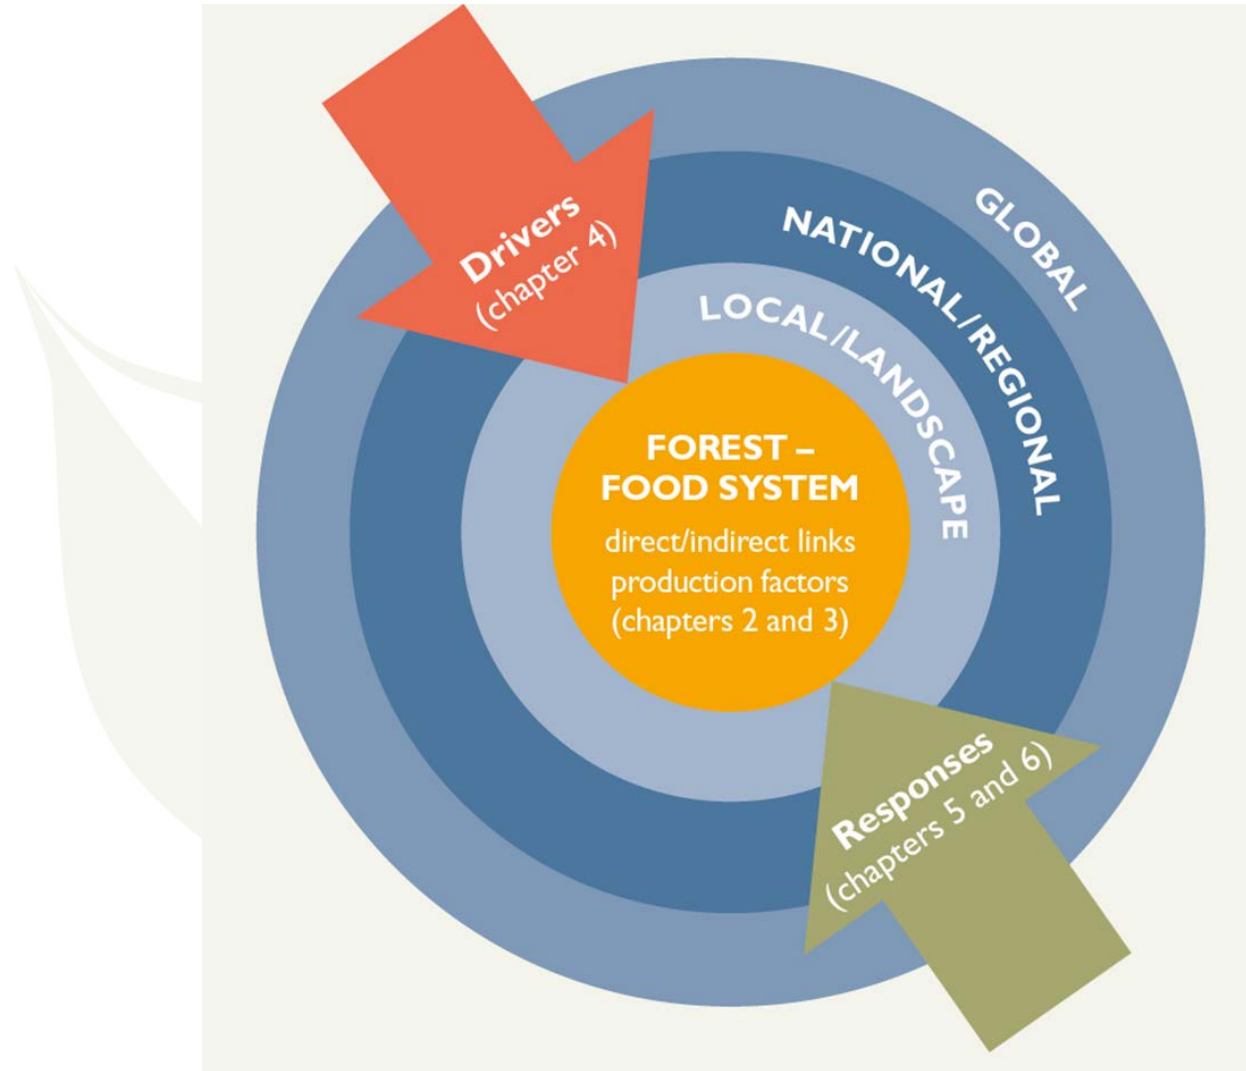 Drivers
(chapter 4)
GLOBAL
NATIONAL/REGIONAL
LOCAL/LANDSCAPE
FOREST –
FOOD SYSTEM
direct/indirect links
production factors
(chapters 2 and 3)
Responses
(chapters 5 and 6)